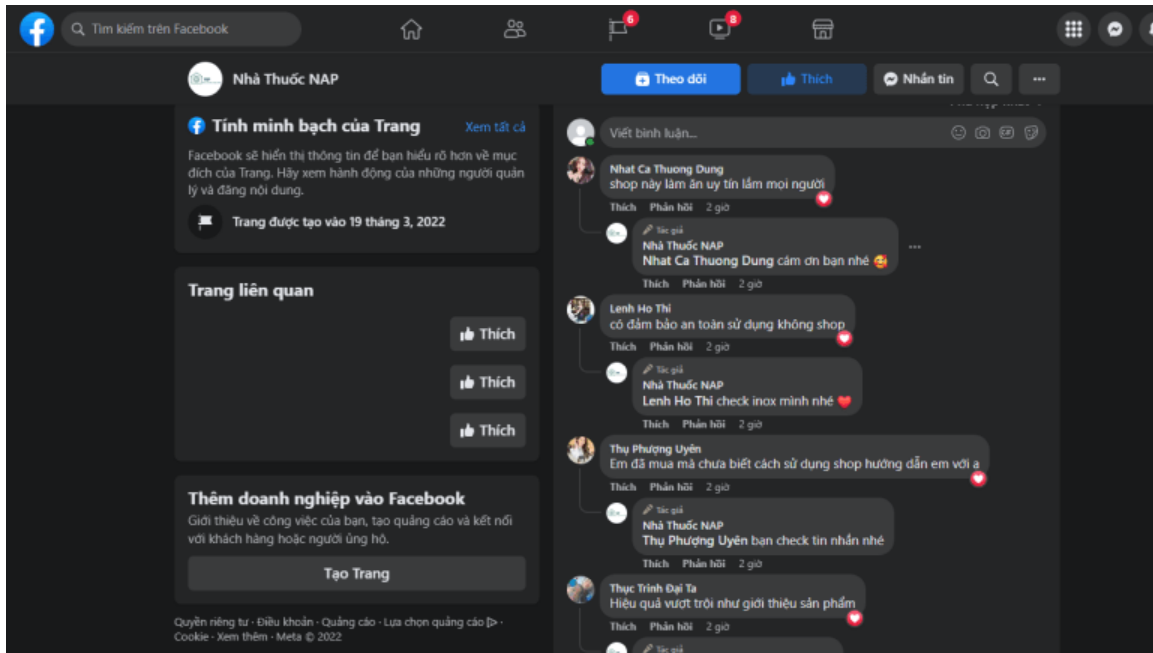 Tìm kiếm trên Facebook
6
8
Nhà Thuốc NAP
Theo dõi
Thích
Nhắn tin
Tính minh bạch của Trang
Xem tất cả
Facebook sẽ hiển thị thông tin để bạn hiểu rõ hơn về mục
đích của Trang. Hãy xem hành động của những người quản
lý và đăng nội dung.
Trang được tạo vào 19 tháng 3, 2022
Trang liên quan
Thích
Thích
Thích
Thêm doanh nghiệp vào Facebook
Giới thiệu về công việc của bạn, tạo quảng cáo và kết nối
với khách hàng hoặc người ủng hộ.
Tạo Trang
Quyền riêng tư · Điều khoản · Quảng cáo · Lựa chọn quảng cáo ·
Cookie · Xem thêm · Meta © 2022
Viết bình luận...
GIF
Nhat Ca Thuong Dung
shop này làm ăn uy tín lắm mọi người
Thích Phản hồi 2 giờ
Tác giả
Nhà Thuốc NAP
Nhat Ca Thuong Dung cám ơn bạn nhé 🥰
Thích Phản hồi 2 giờ
Lenh Ho Thi
có đảm bảo an toàn sử dụng không shop
Thích Phản hồi 2 giờ
Tác giả
Nhà Thuốc NAP
Lenh Ho Thi check inox mình nhé ❤️
Thích Phản hồi 2 giờ
Thụ Phượng Uyên
Em đã mua mà chưa biết cách sử dụng shop hướng dẫn em với ạ
Thích Phản hồi 2 giờ
Tác giả
Nhà Thuốc NAP
Thụ Phượng Uyên bạn check tin nhắn nhé
Thích Phản hồi 2 giờ
Thục Trinh Đại Ta
Hiệu quả vượt trội như giới thiệu sản phẩm
Thích Phản hồi 2 giờ
Tác giả